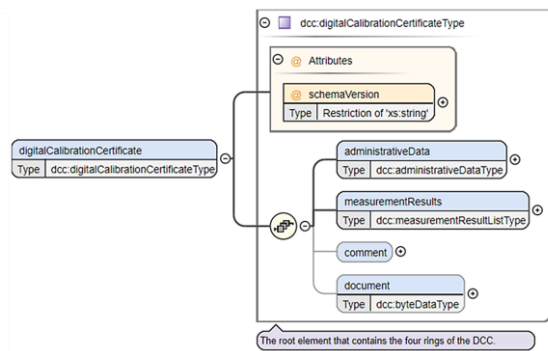 dcc:digitalCalibrationCertificateType
@ Attributes
@ schemaVersion
Type Restriction of 'xs:string'
digitalCalibrationCertificate
Type dcc:digitalCalibrationCertificateType
administrativeData
Type dcc:administrativeDataType
measurementResults
Type dcc:measurementResultListType
comment
document
Type dcc:byteDataType
The root element that contains the four rings of the DCC.